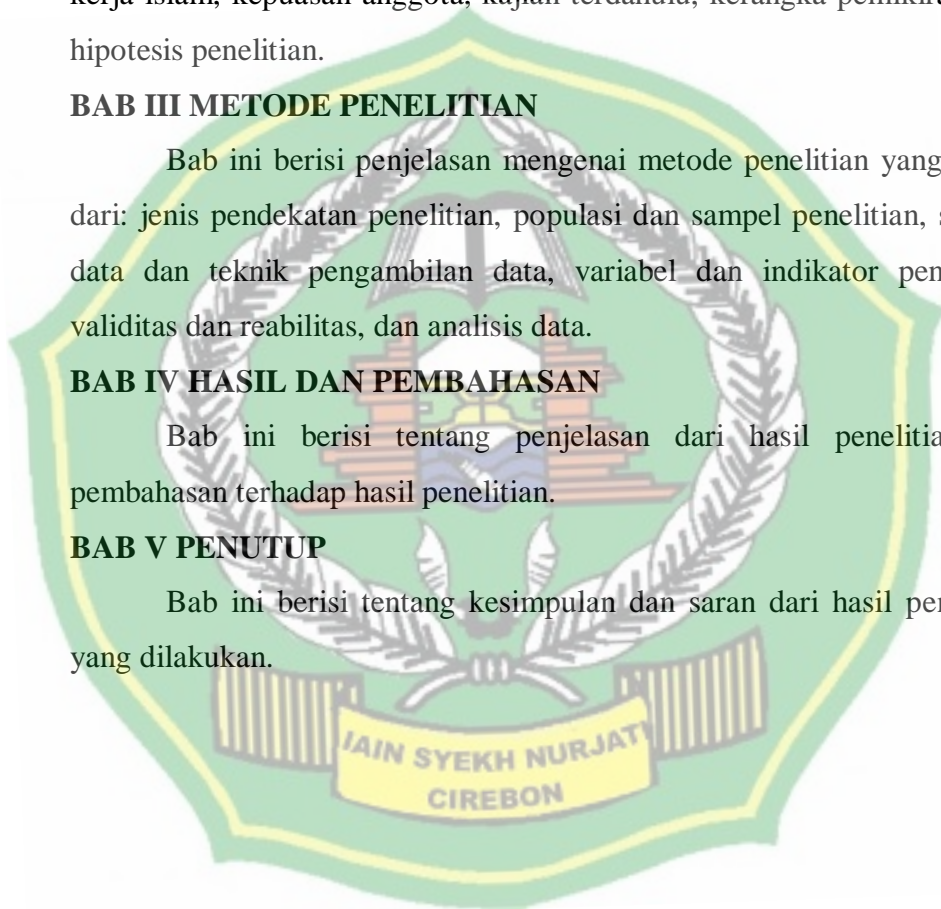 kerja islam, kepuasan anggota, kajian terdahulu, kerangka
hipotesis penelitian.
BAB III METODE PENELITIAN
Bab ini berisi penjelasan mengenai metode penelitian yang
dari: jenis pendekatan penelitian, populasi dan sampel penelitian,
data dan teknik pengambilan data, variabel dan indikator
validitas dan reabilitas, dan analisis data.
BAB IV HASIL DAN PEMBAHASAN
Bab ini berisi tentang penjelasan dari hasil
pembahasan terhadap hasil penelitian.
BAB V PENUTUP
Bab ini berisi tentang kesimpulan dan saran dari hasil
yang dilakukan.
IAIN SYEKH NURJATI
CIREBON